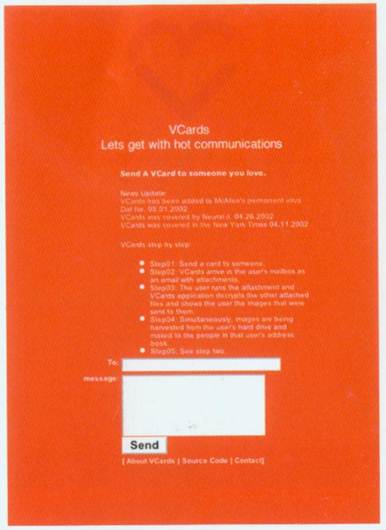 VCards
Lets get with hot communications
Send A VCard to someone you love.
News Update:
VCards has been added to McAfee's permanent virus
Dat for 05.01.2002
VCards was covered by Neural.it 04.26.2002
VCards was covered in the New York Times 04.11.2002
VCards step by step:
Step01: Send a card to someone.
Step02: VCards arrive in the user's mailbox as
an email with attachments.
Step03: The user runs the attachment and
VCards application decrypts the other attached
files and shows the user the images that were
sent to them.
Step04: Simultaneously, images are being
harvested from the user's hard drive and
mailed to the people in that user's address
book.
Step05: See step two.
To:
message:
Send
[ About VCards | Source Code | Contact]